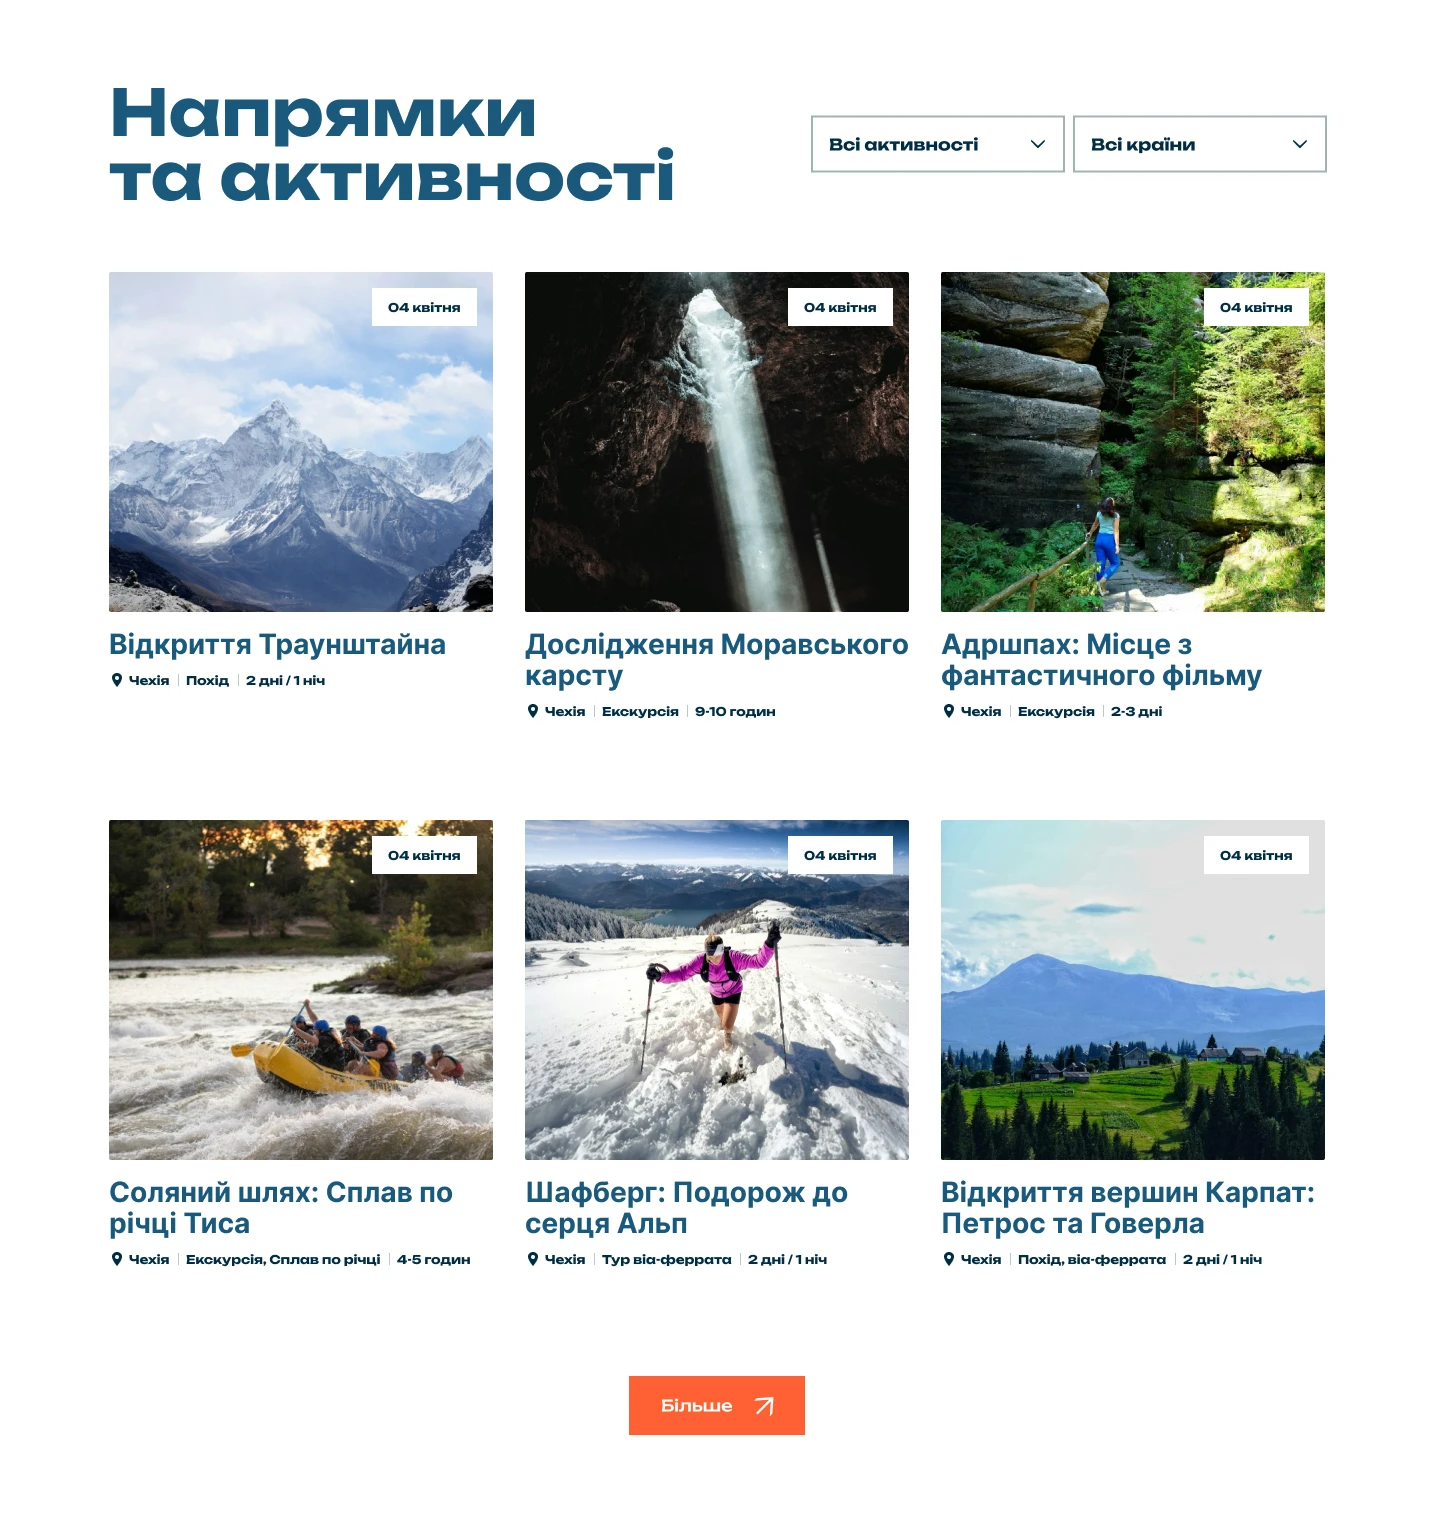 Напрямки
та активності
Всі активності
Всі країни
04 квітня
04 квітня
04 квітня
Відкриття Траунштайна
Чехія | Похід | 2 дні / 1 ніч
Дослідження Моравського
карсту
Чехія | Екскурсія | 9-10 годин
Адршпах: Місце з
фантастичного фільму
Чехія | Екскурсія | 2-3 дні
04 квітня
04 квітня
04 квітня
Соляний шлях: Сплав по
річці Тиса
Чехія | Екскурсія, Сплав по річці | 4-5 годин
Шафберг: Подорож до
серця Альп
Чехія | Тур віа-феррата | 2 дні / 1 ніч
Відкриття вершин Карпат:
Петрос та Говерла
Чехія | Похід, віа-феррата | 2 дні / 1 ніч
Більше